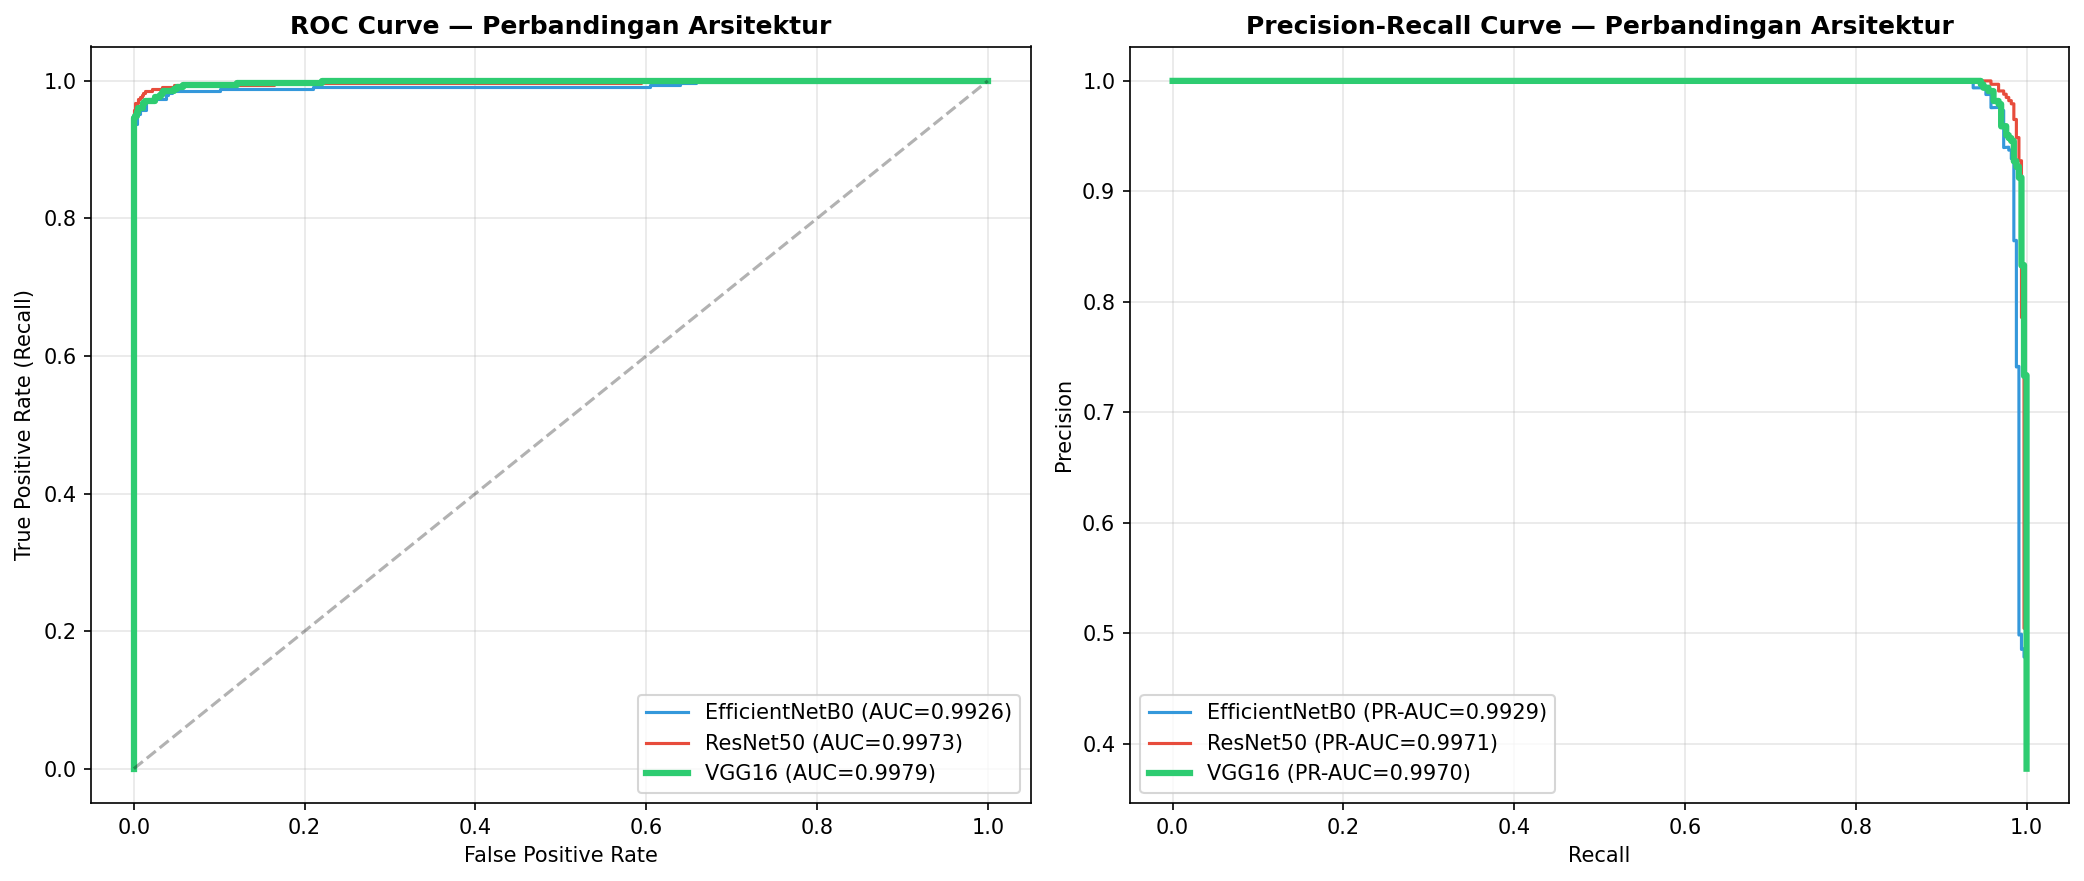 ROC Curve — Perbandingan Arsitektur
True Positive Rate (Recall)
1.0
0.8
0.6
0.4
0.2
0.0
0.0 0.2 0.4 0.6 0.8 1.0
False Positive Rate
EfficientNetB0 (AUC=0.9926)
ResNet50 (AUC=0.9973)
VGG16 (AUC=0.9979)
Precision-Recall Curve — Perbandingan Arsitektur
Precision
1.0
0.9
0.8
0.7
0.6
0.5
0.4
0.0 0.2 0.4 0.6 0.8 1.0
Recall
EfficientNetB0 (PR-AUC=0.9929)
ResNet50 (PR-AUC=0.9971)
VGG16 (PR-AUC=0.9970)